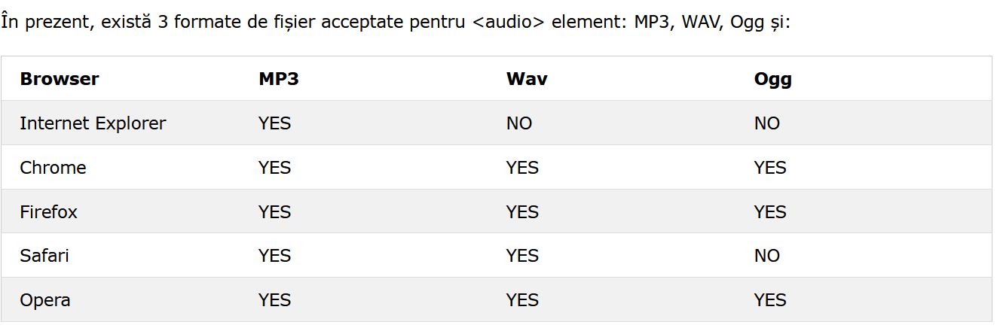 În prezent, există 3 formate de fișier acceptate pentru <audio> element: MP3, WAV, Ogg și:
Browser MP3 Wav Ogg
Internet Explorer YES NO NO
Chrome YES YES YES
Firefox YES YES YES
Safari YES YES NO
Opera YES YES YES